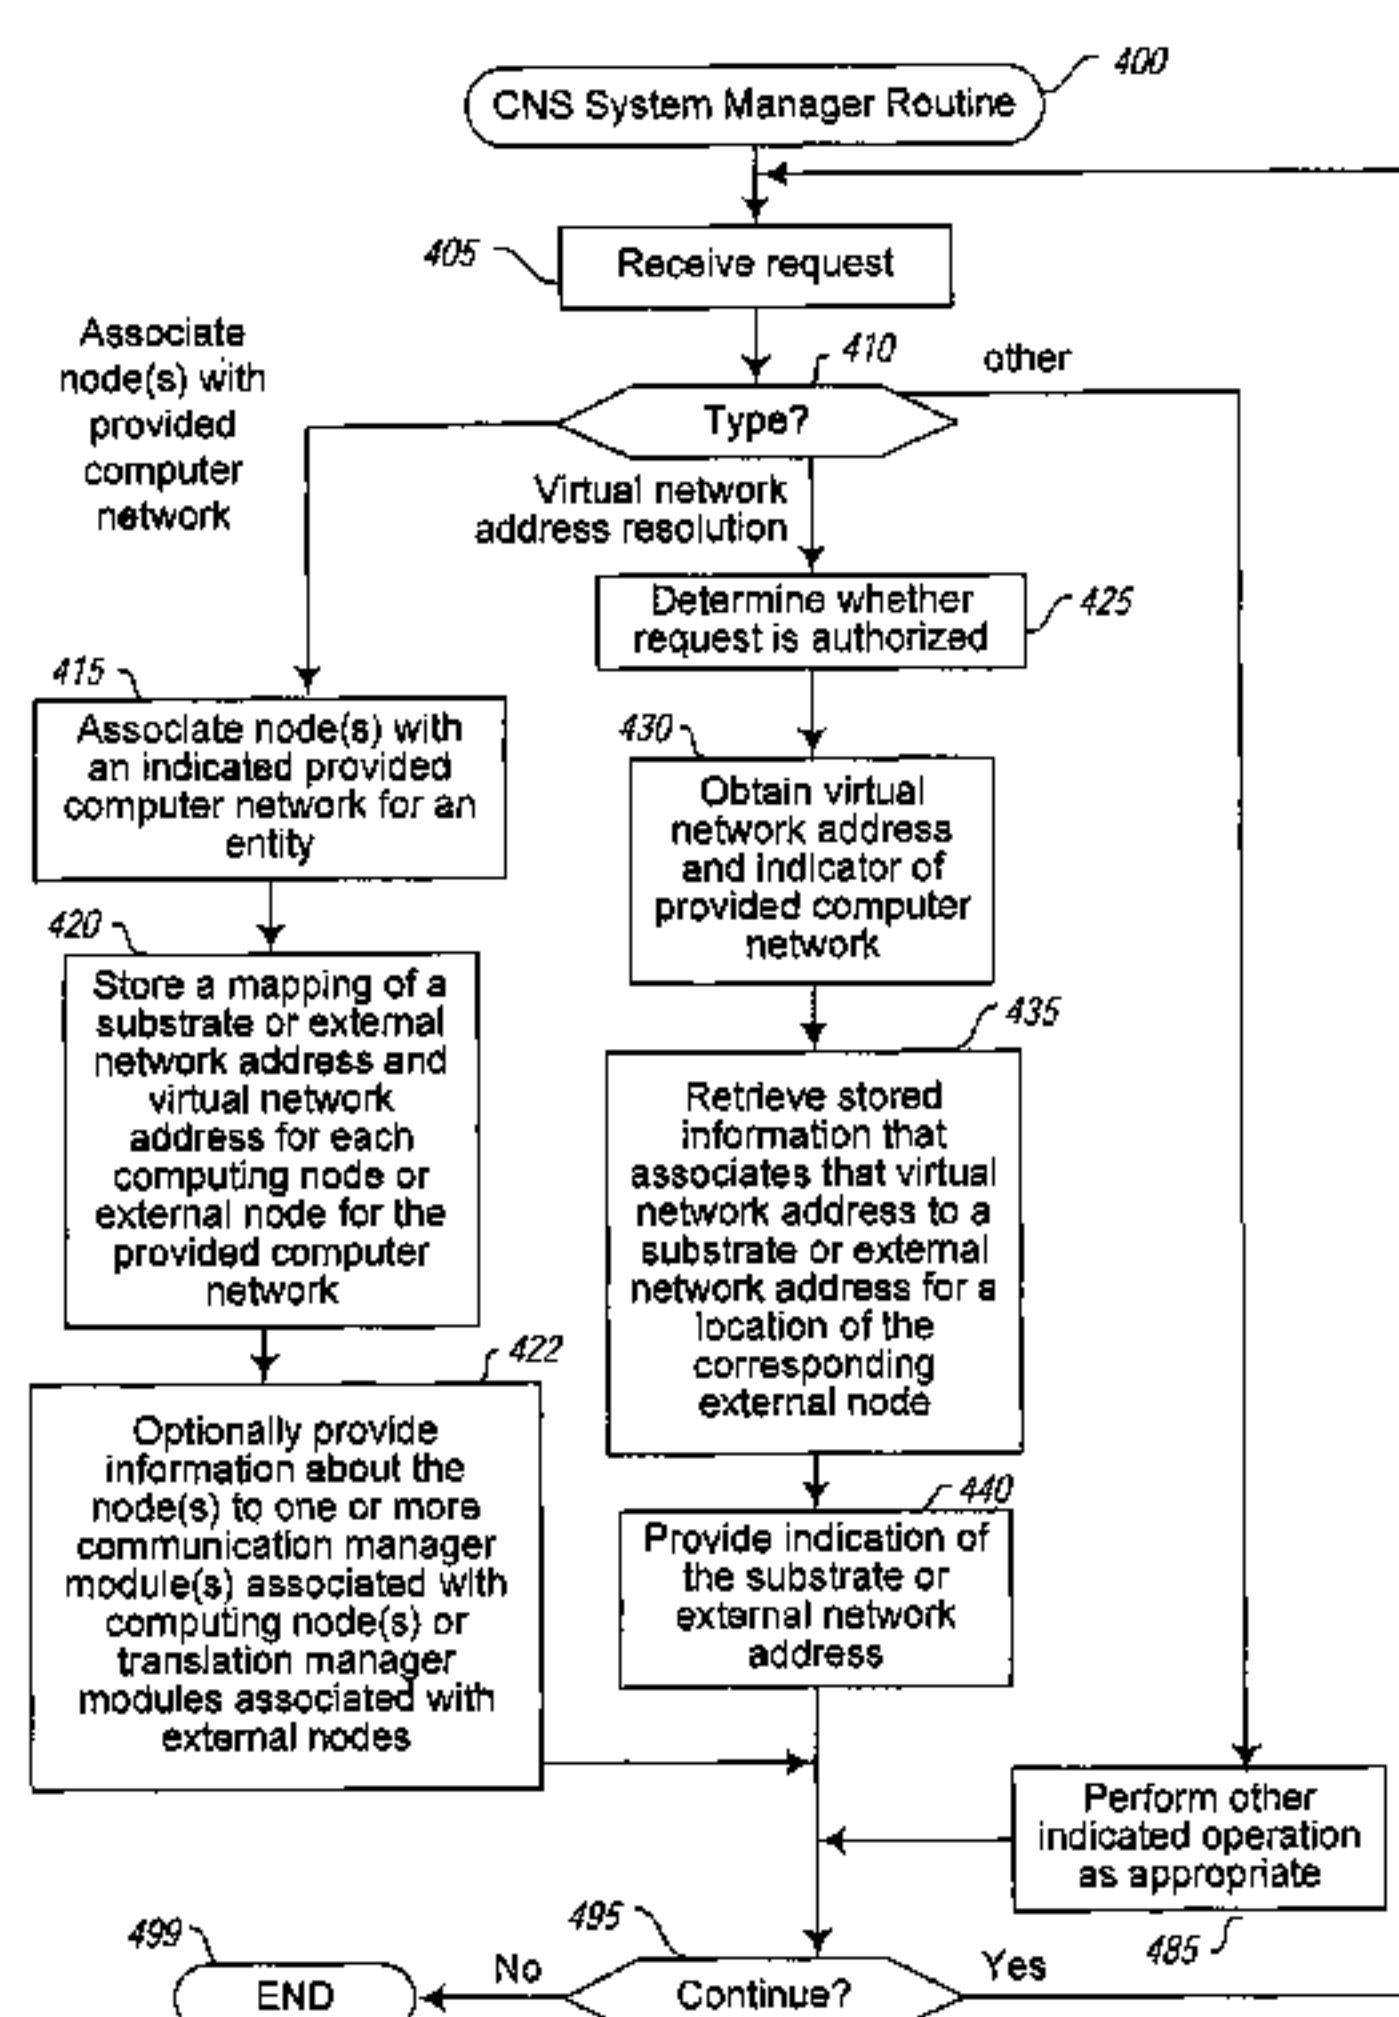 400
CNS System Manager Routine
405
Receive request
Associate
node(s) with
provided
computer
network
410
other
Type?
Virtual network
address resolution
Determine whether
request is authorized
425
415
Associate node(s) with
an indicated provided
computer network for an
entity
430
Obtain virtual
network address
and indicator of
provided computer
network
420
Store a mapping of a
substrate or external
network address and
virtual network
address for each
computing node or
external node for the
provided computer
network
435
Retrieve stored
information that
associates that virtual
network address to a
substrate or external
network address for a
location of the
corresponding
external node
422
Optionally provide
information about the
node(s) to one or more
communication manager
module(s) associated with
computing node(s) or
translation manager
modules associated with
external nodes
440
Provide indication of
the substrate or
external network
address
Perform other
indicated operation
as appropriate
485
495
Continue?
Yes
No
499
END